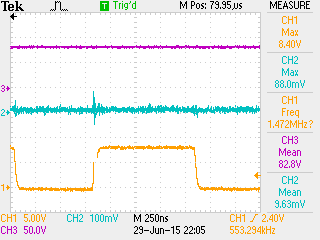 Tek Trig'd M Pos: 79.95µs MEASURE
CH1
Max
8.40V
CH2
Max
88.0mV
CH1
Freq
1.472MHz?
CH3
Mean
82.8V
CH2
Mean
9.63mV
3
2
1
CH1 5.00V CH2 100mV M 250ns CH1 2.40V
CH3 50.0V 29-Jun-15 22:05 553.294kHz